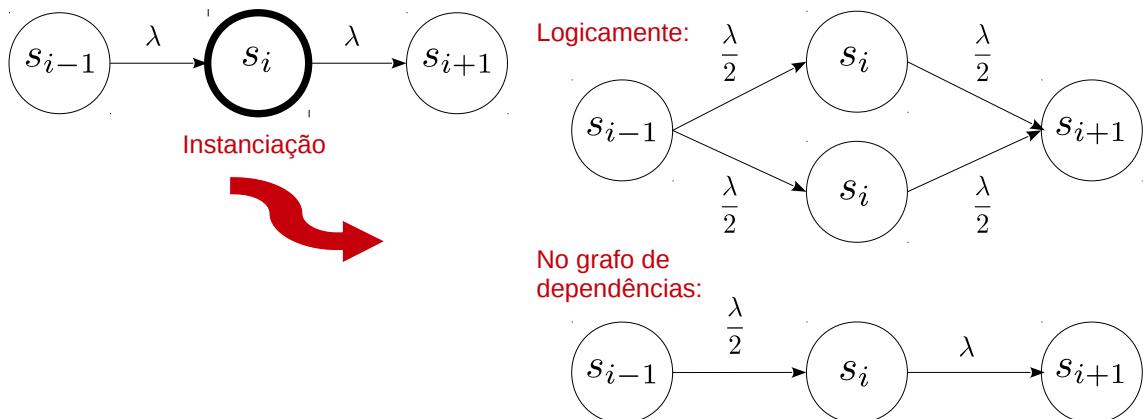 s_{i-1} λ s_i λ s_{i+1}
Instanciação
Logicamente:
λ/2 s_i λ/2
s_{i-1} s_{i+1}
λ/2 s_i λ/2
No grafo de
dependências:
s_{i-1} λ/2 s_i λ s_{i+1}